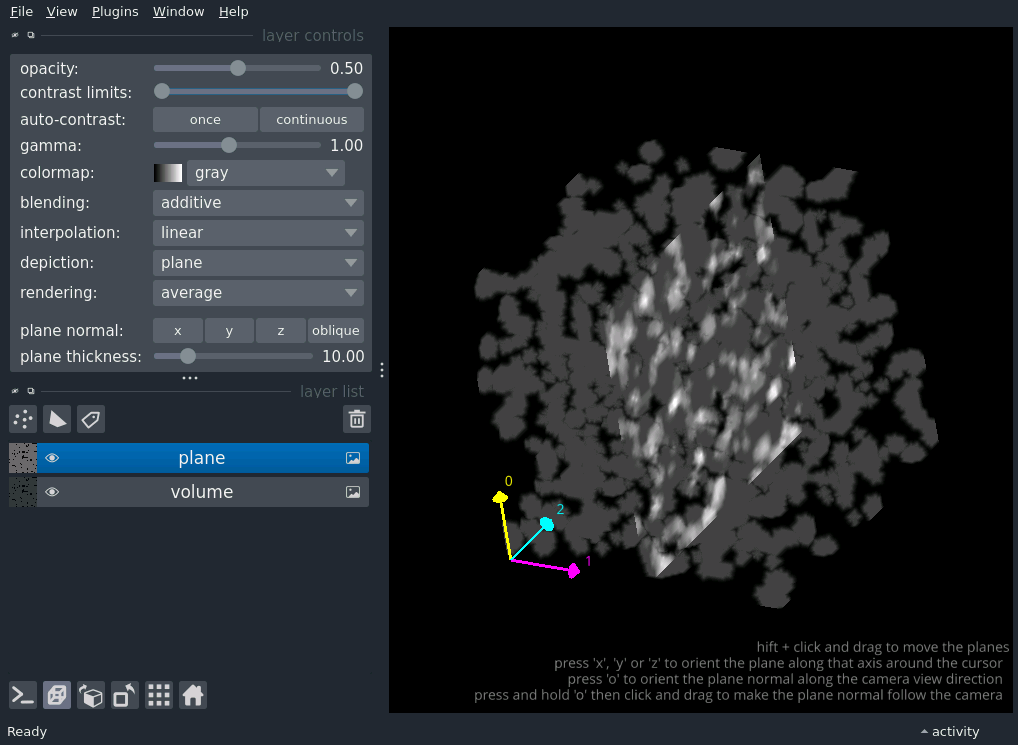 File View Plugins Window Help
layer controls
opacity: 0.50
contrast limits:
auto-contrast: once continuous
gamma: 1.00
colormap: gray
blending: additive
interpolation: linear
depiction: plane
rendering: average
plane normal: x y z oblique
plane thickness: 10.00
layer list
plane
volume
0
2
1
hift + click and drag to move the planes
press 'x', 'y' or 'z' to orient the plane along that axis around the cursor
press 'o' to orient the plane normal along the camera view direction
press and hold 'o' then click and drag to make the plane normal follow the camera
Ready activity